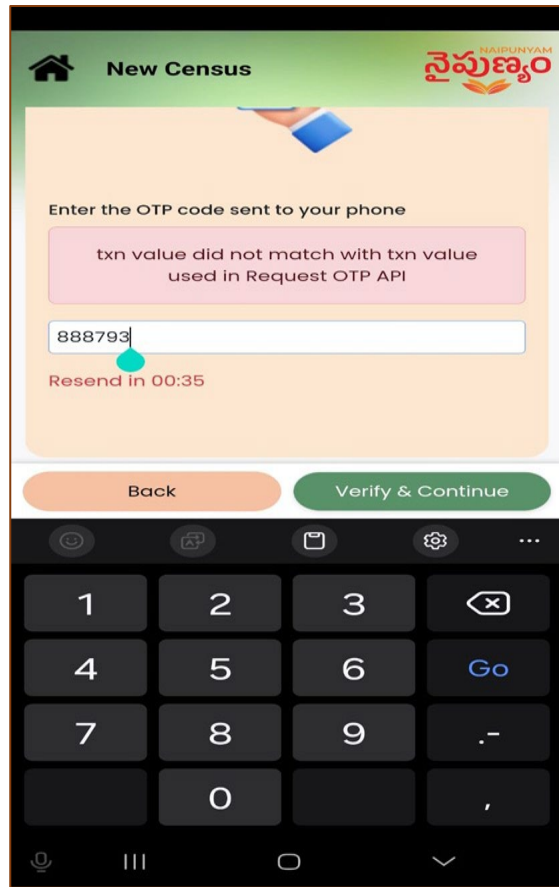 New Census
NAIPUNYAM
నైపుణ్యం
Enter the OTP code sent to your phone
txn value did not match with txn value
used in Request OTP API
888793
Resend in 00:35
Back
Verify & Continue
1 2 3
4 5 6 Go
7 8 9 .-
0 ,